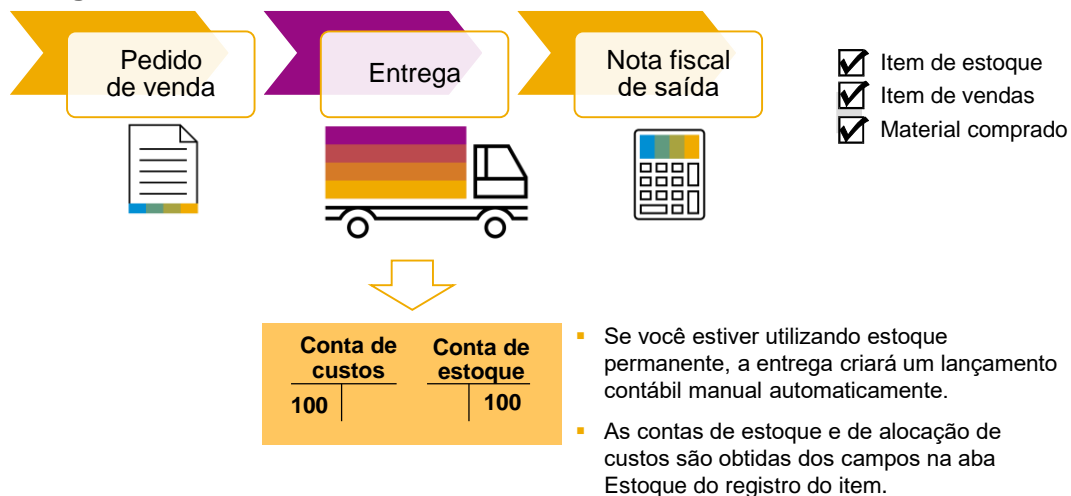 Pedido
de venda
Entrega
Nota fiscal
de saída
Item de estoque
Item de vendas
Material comprado
Conta de
custos
Conta de
estoque
100
100
Se você estiver utilizando estoque
permanente, a entrega criará um lançamento
contábil manual automaticamente.
As contas de estoque e de alocação de
custos são obtidas dos campos na aba
Estoque do registro do item.